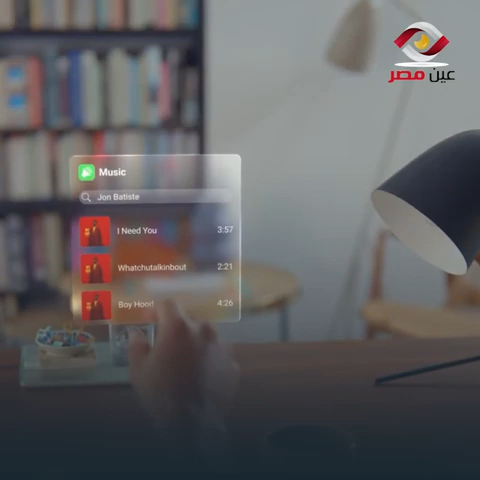 عين مصر
Music
Jon Batiste
I Need You 3:57
Whatchutalkinbout 2:21
Boy Hood 4:26